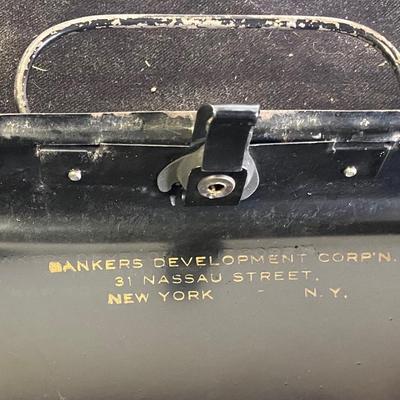 BANKERS DEVELOPMENT CORP'N.
31 NASSAU STREET.
NEW YORK N.Y.